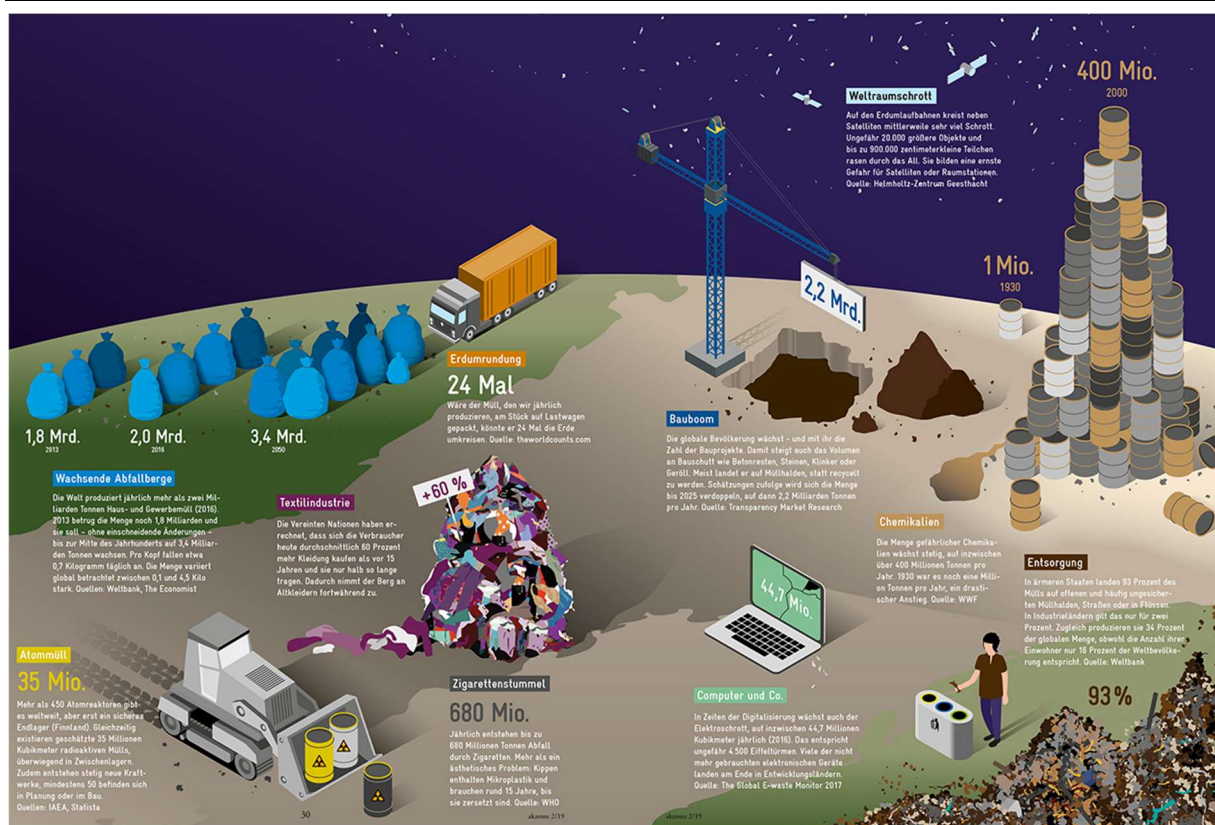 Weltraumschrott
Auf den Erdumlaufbahnen kreist neben
Satelliten mittlerweile sehr viel Schrott.
Ungefähr 20.000 größere Objekte und
bis zu 900.000 zentimeterkleine Teilchen
rasen durch das All. Sie bilden eine ernste
Gefahr für Satelliten oder Raumstationen.
Quelle: Helmholtz-Zentrum Geesthacht
400 Mio.
2000
1 Mio.
1930
2,2 Mrd.
Erdumrundung
24 Mal
Wäre der Müll, den wir jährlich
produzieren, am Stück auf Lastwagen
gepackt, könnte er 24 Mal die Erde
umkreisen. Quelle: theworldcounts.com
1,8 Mrd.
2013
2,0 Mrd.
2016
3,4 Mrd.
2050
Wachsende Abfallberge
Die Welt produziert jährlich mehr als zwei Mil-
liarden Tonnen Haus- und Gewerbemüll (2016).
2013 betrug die Menge noch 1,8 Milliarden und
sie soll – ohne einschneidende Änderungen –
bis zur Mitte des Jahrhunderts auf 3,4 Milliar-
den Tonnen wachsen. Pro Kopf fallen etwa
0,7 Kilogramm täglich an. Die Menge variiert
global betrachtet zwischen 0,1 und 4,5 Kilo
stark. Quellen: Weltbank, The Economist
Textilindustrie
Die Vereinten Nationen haben er-
rechnet, dass sich die Verbraucher
heute durchschnittlich 60 Prozent
mehr Kleidung kaufen als vor 15
Jahren und sie nur halb so lange
tragen. Dadurch nimmt der Berg an
Altkleidern fortwährend zu.
+60 %
Bauboom
Die globale Bevölkerung wächst - und mit ihr die
Zahl der Bauprojekte. Damit steigt auch das Volumen
an Bauschutt wie Betonresten, Steinen, Klinker oder
Geröll. Meist landet er auf Müllhalden, statt recycelt
zu werden. Schätzungen zufolge wird sich die Menge
bis 2025 verdoppeln, auf dann 2,2 Milliarden Tonnen
pro Jahr. Quelle: Transparency Market Research
Chemikalien
Die Menge gefährlicher Chemika-
lien wächst stetig, auf inzwischen
über 400 Millionen Tonnen pro
Jahr. 1930 war es noch eine Milli-
on Tonnen pro Jahr, ein drasti-
scher Anstieg. Quelle: WWF
Entsorgung
In ärmeren Staaten landen 93 Prozent des
Mülls auf offenen und häufig ungesicher-
ten Müllhalden, Straßen oder in Flüssen.
In Industrieländern gilt das nur für zwei
Prozent. Zugleich produzieren sie 34 Prozent
der globalen Menge, obwohl die Anzahl ihrer
Einwohner nur 16 Prozent der Weltbevölke-
rung entspricht. Quelle: Weltbank
93 %
44,7 Mio.
Computer und Co.
In Zeiten der Digitalisierung wächst auch der
Elektroschrott, auf inzwischen 44,7 Millionen
Kubikmeter jährlich (2016). Das entspricht
ungefähr 4.500 Eiffeltürmen. Viele der nicht
mehr gebrauchten elektronischen Geräte
landen am Ende in Entwicklungsländern.
Quelle: The Global E-waste Monitor 2017
Atommüll
35 Mio.
Mehr als 450 Atomreaktoren gibt
es weltweit, aber erst ein sicheres
Endlager (Finnland). Gleichzeitig
existieren geschätzte 35 Millionen
Kubikmeter radioaktiven Mülls,
überwiegend in Zwischenlagern.
Zudem entstehen stetig neue Kraft-
werke, mindestens 50 befinden sich
in Planung oder im Bau.
Quellen: IAEA, Statista
Zigarettenstummel
680 Mio.
Jährlich entstehen bis zu
680 Millionen Tonnen Abfall
durch Zigaretten. Mehr als ein
ästhetisches Problem: Kippen
enthalten Mikroplastik und
brauchen rund 15 Jahre, bis
sie zersetzt sind. Quelle: WHO
30
akzente 2/19
akzente 2/19